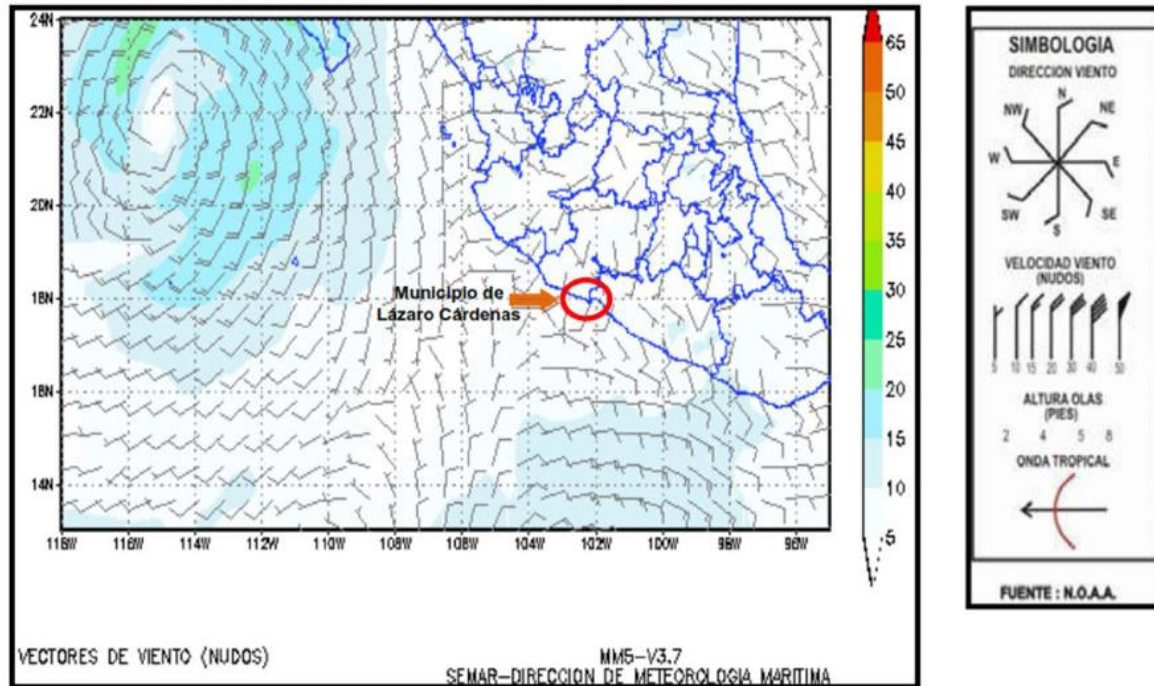 24N
22N
20N
18N
16N
14N
118W 116W 114W 112W 110W 108W 106W 104W 102W 100W 98W 96W
Municipio de
Lázaro Cárdenas
65
50
45
40
35
30
25
20
15
10
5
VECTORES DE VIENTO (NUDOS)
MM5-V3.7
SEMAR-DIRECCION DE METEOROLOGIA MARITIMA
SIMBOLOGIA
DIRECCION VIENTO
N
NW NE
W E
SW SE
S
VELOCIDAD VIENTO
(NUDOS)
5 10 15 20 30 40 50
ALTURA OLAS
(PIES)
2 4 5 8
ONDA TROPICAL
FUENTE : N.O.A.A.